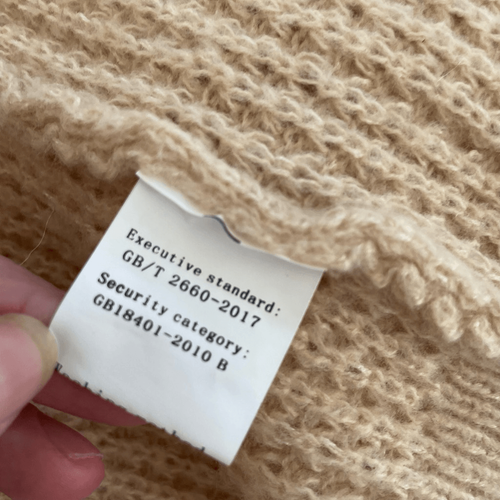 Executive standard:
GB/T 2660-2017
Security category:
GB18401-2010 B